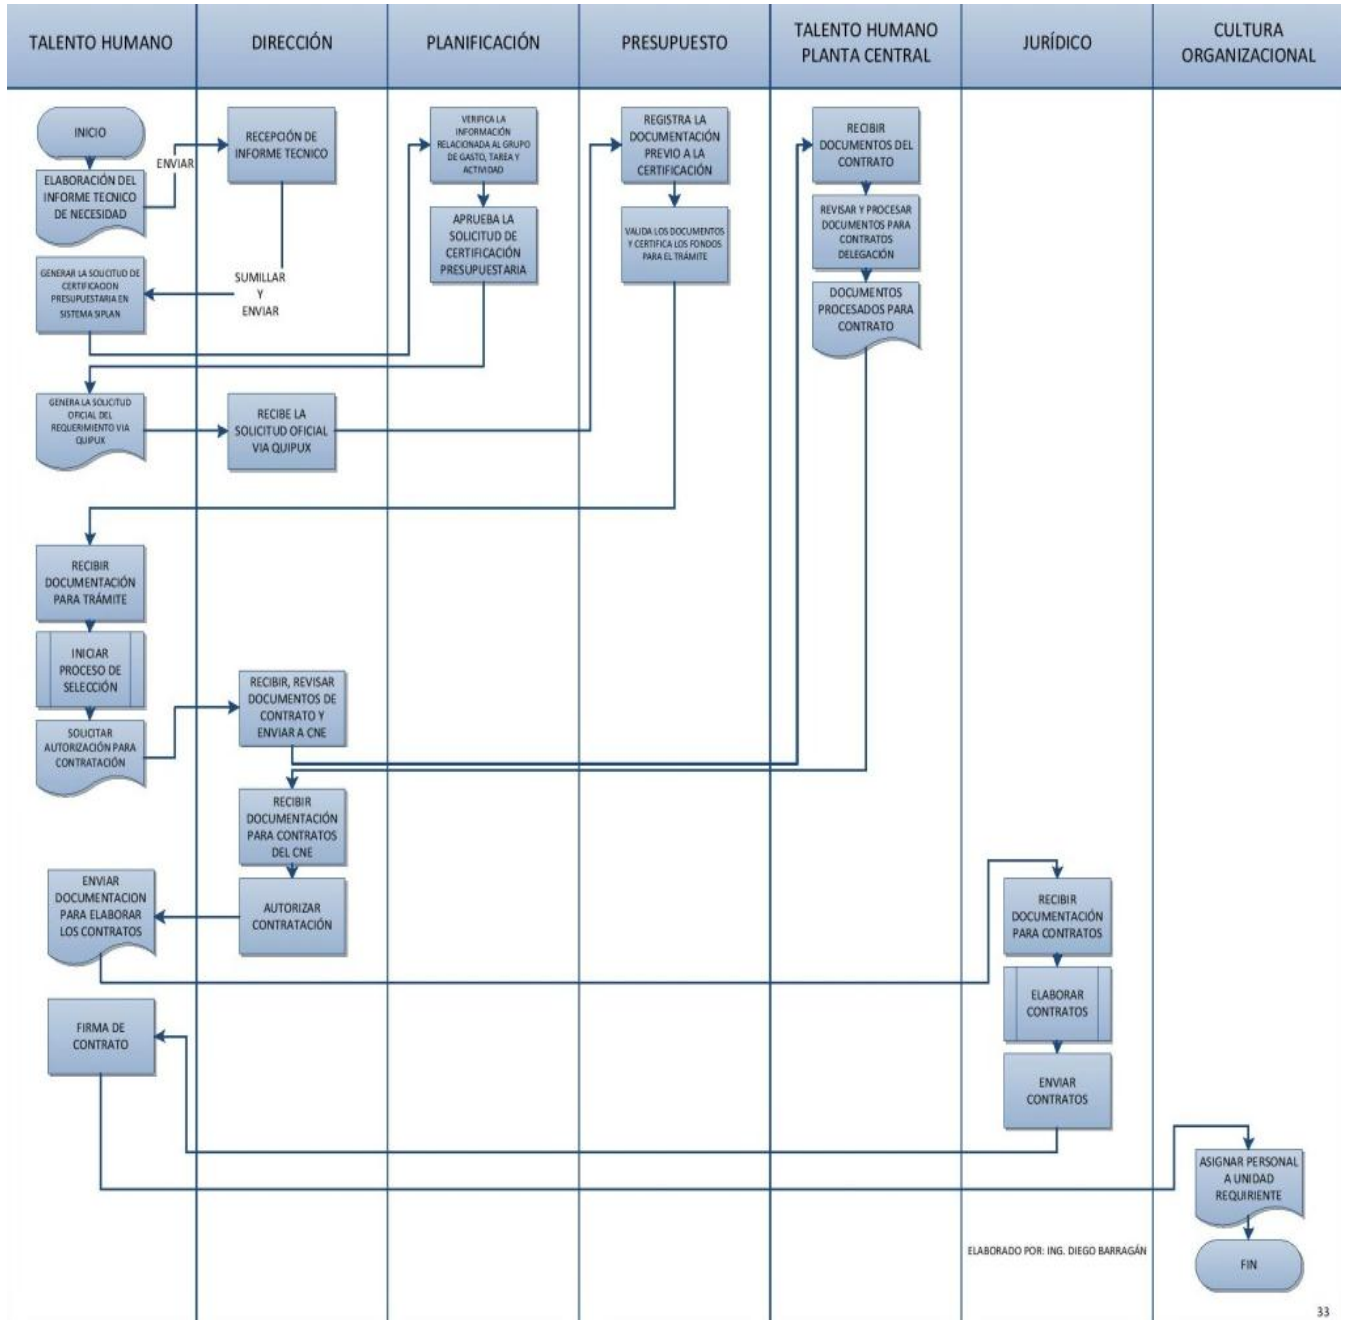 TALENTO HUMANO
DIRECCIÓN
PLANIFICACIÓN
PRESUPUESTO
TALENTO HUMANO
PLANTA CENTRAL
JURÍDICO
CULTURA
ORGANIZACIONAL
INICIO
ELABORACIÓN DEL
INFORME TECNICO
DE NECESIDAD
ENVIAR
RECEPCIÓN DE
INFORME TECNICO
SUMILLAR
Y
ENVIAR
GENERAR LA SOLICITUD DE
CERTIFICACION
PRESUPUESTARIA EN
SISTEMA SIPLAN
VERIFICA LA
INFORMACIÓN
RELACIONADA AL GRUPO
DE GASTO, TAREA Y
ACTIVIDAD
APRUEBA LA
SOLICITUD DE
CERTIFICACIÓN
PRESUPUESTARIA
GENERA LA SOLICITUD
OFICIAL DEL
REQUERIMIENTO VIA
QUIPUX
RECIBE LA
SOLICITUD OFICIAL
VIA QUIPUX
REGISTRA LA
DOCUMENTACIÓN
PREVIO A LA
CERTIFICACIÓN
VALIDA LOS DOCUMENTOS
Y CERTIFICA LOS FONDOS
PARA EL TRÁMITE
RECIBIR
DOCUMENTACIÓN
PARA TRÁMITE
INICIAR
PROCESO DE
SELECCIÓN
SOLICITAR
AUTORIZACIÓN PARA
CONTRATACIÓN
RECIBIR, REVISAR
DOCUMENTOS DE
CONTRATO Y
ENVIAR A CNE
RECIBIR
DOCUMENTOS DEL
CONTRATO
REVISAR Y PROCESAR
DOCUMENTOS PARA
CONTRATOS
DELEGACIÓN
DOCUMENTOS
PROCESADOS PARA
CONTRATO
RECIBIR
DOCUMENTACIÓN
PARA CONTRATOS
DEL CNE
AUTORIZAR
CONTRATACIÓN
ENVIAR
DOCUMENTACION
PARA ELABORAR
LOS CONTRATOS
RECIBIR
DOCUMENTACIÓN
PARA CONTRATOS
ELABORAR
CONTRATOS
ENVIAR
CONTRATOS
FIRMA DE
CONTRATO
ASIGNAR PERSONAL
A UNIDAD
REQUIRIENTE
FIN
ELABORADO POR: ING. DIEGO BARRAGÁN
33